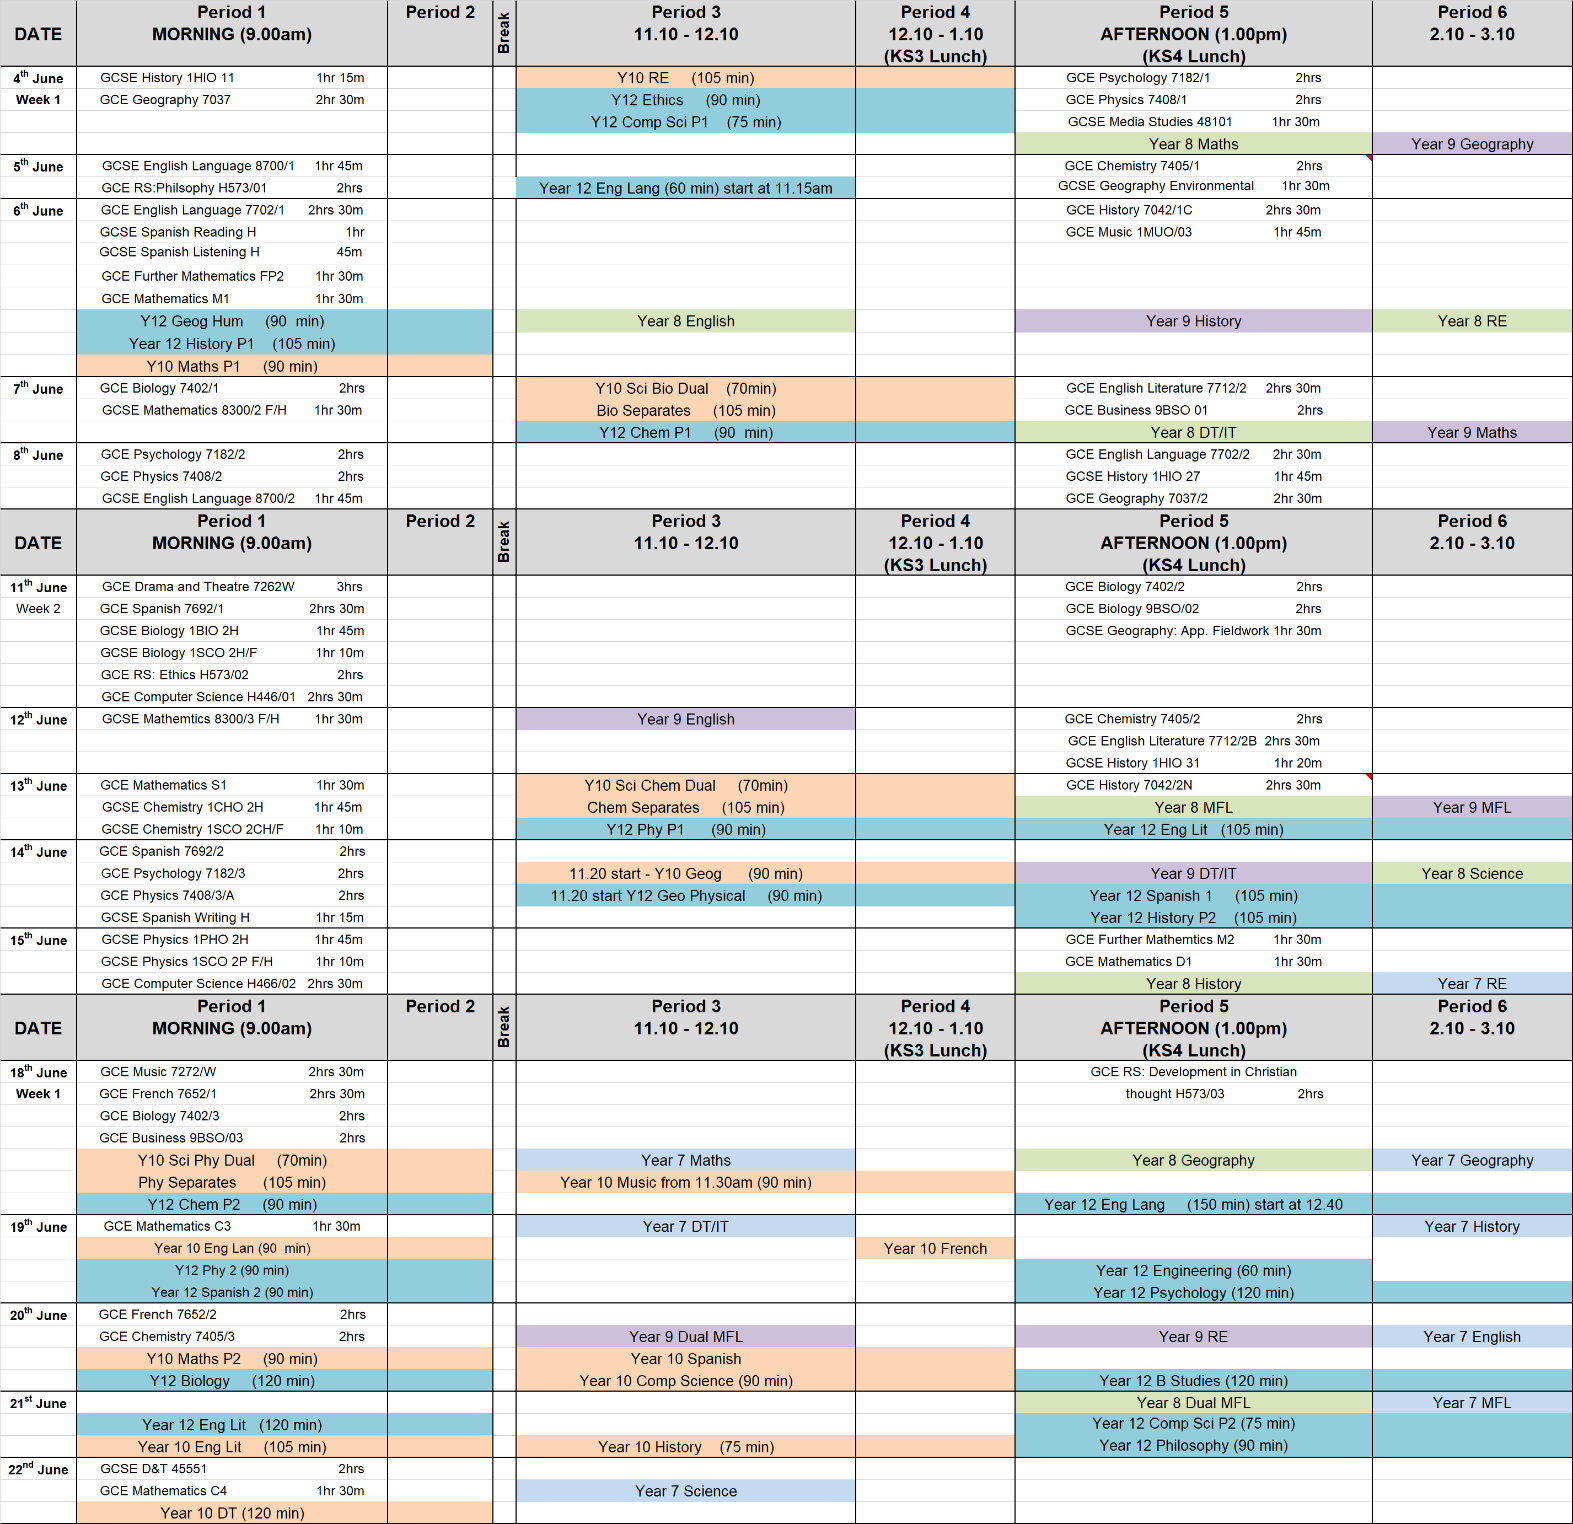 DATE Period 1 MORNING (9.00am) Period 2 Break Period 3 11.10 - 12.10 Period 4 12.10 - 1.10 (KS3 Lunch) Period 5 AFTERNOON (1.00pm) (KS4 Lunch) Period 6 2.10 - 3.10
4th June GCSE History 1HIO 11 1hr 15m Y10 RE (105 min) GCE Psychology 7182/1 2hrs
Week 1 GCE Geography 7037 2hr 30m Y12 Ethics (90 min) GCE Physics 7408/1 2hrs
Y12 Comp Sci P1 (75 min) GCSE Media Studies 48101 1hr 30m
Year 8 Maths Year 9 Geography
5th June GCSE English Language 8700/1 1hr 45m GCE Chemistry 7405/1 2hrs
GCE RS:Philsophy H573/01 2hrs Year 12 Eng Lang (60 min) start at 11.15am GCSE Geography Environmental 1hr 30m
6th June GCE English Language 7702/1 2hrs 30m GCE History 7042/1C 2hrs 30m
GCSE Spanish Reading H 1hr GCE Music 1MUO/03 1hr 45m
GCSE Spanish Listening H 45m
GCE Further Mathematics FP2 1hr 30m
GCE Mathematics M1 1hr 30m
Y12 Geog Hum (90 min) Year 8 English Year 9 History Year 8 RE
Year 12 History P1 (105 min)
Y10 Maths P1 (90 min)
7th June GCE Biology 7402/1 2hrs Y10 Sci Bio Dual (70min) GCE English Literature 7712/2 2hrs 30m
GCSE Mathematics 8300/2 F/H 1hr 30m Bio Separates (105 min) GCE Business 9BSO 01 2hrs
Y12 Chem P1 (90 min) Year 8 DT/IT Year 9 Maths
8th June GCE Psychology 7182/2 2hrs GCE English Language 7702/2 2hr 30m
GCE Physics 7408/2 2hrs GCSE History 1HIO 27 1hr 45m
GCSE English Language 8700/2 1hr 45m GCE Geography 7037/2 2hr 30m
DATE Period 1 MORNING (9.00am) Period 2 Break Period 3 11.10 - 12.10 Period 4 12.10 - 1.10 (KS3 Lunch) Period 5 AFTERNOON (1.00pm) (KS4 Lunch) Period 6 2.10 - 3.10
11th June GCE Drama and Theatre 7262W 3hrs GCE Biology 7402/2 2hrs
Week 2 GCE Spanish 7692/1 2hrs 30m GCE Biology 9BSO/02 2hrs
GCSE Biology 1BIO 2H 1hr 45m GCSE Geography: App. Fieldwork 1hr 30m
GCSE Biology 1SCO 2H/F 1hr 10m
GCE RS: Ethics H573/02 2hrs
GCE Computer Science H446/01 2hrs 30m
12th June GCSE Mathemtics 8300/3 F/H 1hr 30m Year 9 English GCE Chemistry 7405/2 2hrs
GCE English Literature 7712/2B 2hrs 30m
GCSE History 1HIO 31 1hr 20m
13th June GCE Mathematics S1 1hr 30m Y10 Sci Chem Dual (70min) GCE History 7042/2N 2hrs 30m
GCSE Chemistry 1CHO 2H 1hr 45m Chem Separates (105 min) Year 8 MFL Year 9 MFL
GCSE Chemistry 1SCO 2CH/F 1hr 10m Y12 Phy P1 (90 min) Year 12 Eng Lit (105 min)
14th June GCE Spanish 7692/2 2hrs
GCE Psychology 7182/3 2hrs 11.20 start - Y10 Geog (90 min) Year 9 DT/IT Year 8 Science
GCE Physics 7408/3/A 2hrs 11.20 start Y12 Geo Physical (90 min) Year 12 Spanish 1 (105 min)
GCSE Spanish Writing H 1hr 15m Year 12 History P2 (105 min)
15th June GCSE Physics 1PHO 2H 1hr 45m GCE Further Mathemtics M2 1hr 30m
GCSE Physics 1SCO 2P F/H 1hr 10m GCE Mathematics D1 1hr 30m
GCE Computer Science H466/02 2hrs 30m Year 8 History Year 7 RE
DATE Period 1 MORNING (9.00am) Period 2 Break Period 3 11.10 - 12.10 Period 4 12.10 - 1.10 (KS3 Lunch) Period 5 AFTERNOON (1.00pm) (KS4 Lunch) Period 6 2.10 - 3.10
18th June GCE Music 7272/W 2hrs 30m GCE RS: Development in Christian
Week 1 GCE French 7652/1 2hrs 30m thought H573/03 2hrs
GCE Biology 7402/3 2hrs
GCE Business 9BSO/03 2hrs
Y10 Sci Phy Dual (70min) Year 7 Maths Year 8 Geography Year 7 Geography
Phy Separates (105 min) Year 10 Music from 11.30am (90 min)
Y12 Chem P2 (90 min) Year 12 Eng Lang (150 min) start at 12.40
19th June GCE Mathematics C3 1hr 30m Year 7 DT/IT Year 7 History
Year 10 Eng Lan (90 min) Year 10 French
Y12 Phy 2 (90 min) Year 12 Engineering (60 min)
Year 12 Spanish 2 (90 min) Year 12 Psychology (120 min)
20th June GCE French 7652/2 2hrs
GCE Chemistry 7405/3 2hrs Year 9 Dual MFL Year 9 RE Year 7 English
Y10 Maths P2 (90 min) Year 10 Spanish
Y12 Biology (120 min) Year 10 Comp Science (90 min) Year 12 B Studies (120 min)
21st June Year 8 Dual MFL Year 7 MFL
Year 12 Eng Lit (120 min) Year 12 Comp Sci P2 (75 min)
Year 10 Eng Lit (105 min) Year 10 History (75 min) Year 12 Philosophy (90 min)
22nd June GCSE D&T 45551 2hrs
GCE Mathematics C4 1hr 30m Year 7 Science
Year 10 DT (120 min)